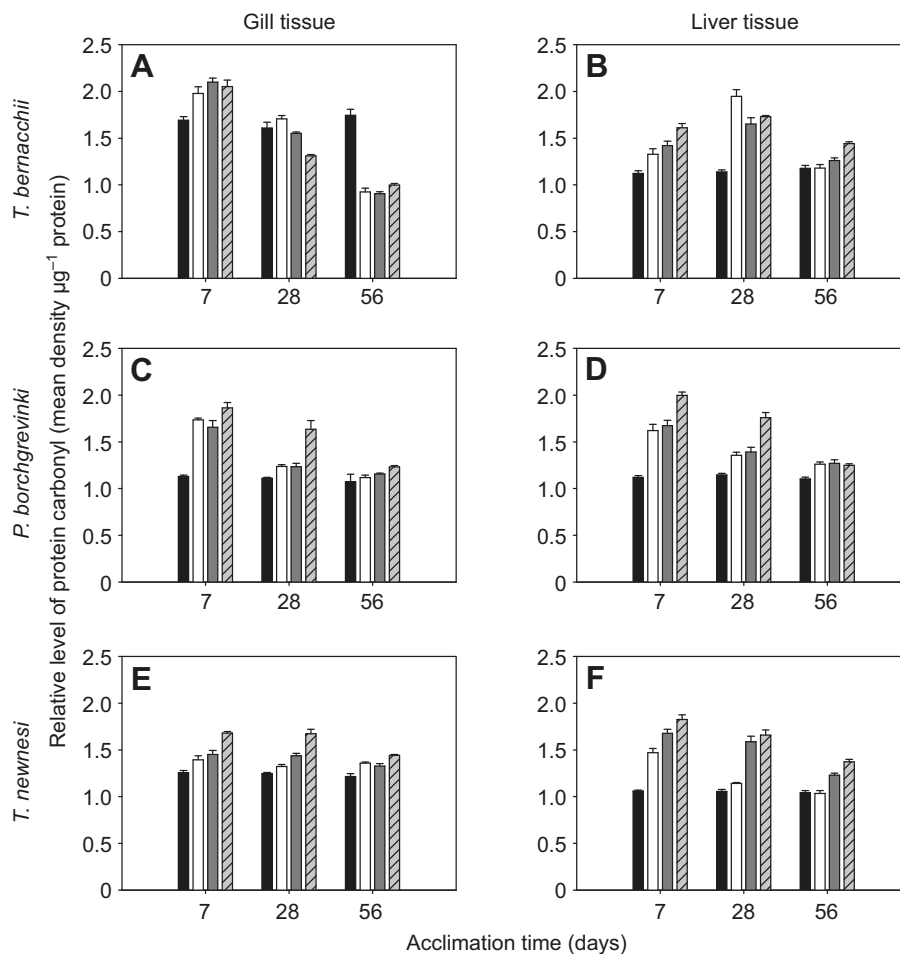 Gill tissue
Liver tissue
Relative level of protein carbonyl (mean density µg⁻¹ protein)
T. bernacchii
A
2.5
2.0
1.5
1.0
0.5
0
7 28 56
B
2.5
2.0
1.5
1.0
0.5
0
7 28 56
P. borchgrevinki
C
2.5
2.0
1.5
1.0
0.5
0
7 28 56
D
2.5
2.0
1.5
1.0
0.5
0
7 28 56
T. newnesi
E
2.5
2.0
1.5
1.0
0.5
0
7 28 56
F
2.5
2.0
1.5
1.0
0.5
0
7 28 56
Acclimation time (days)